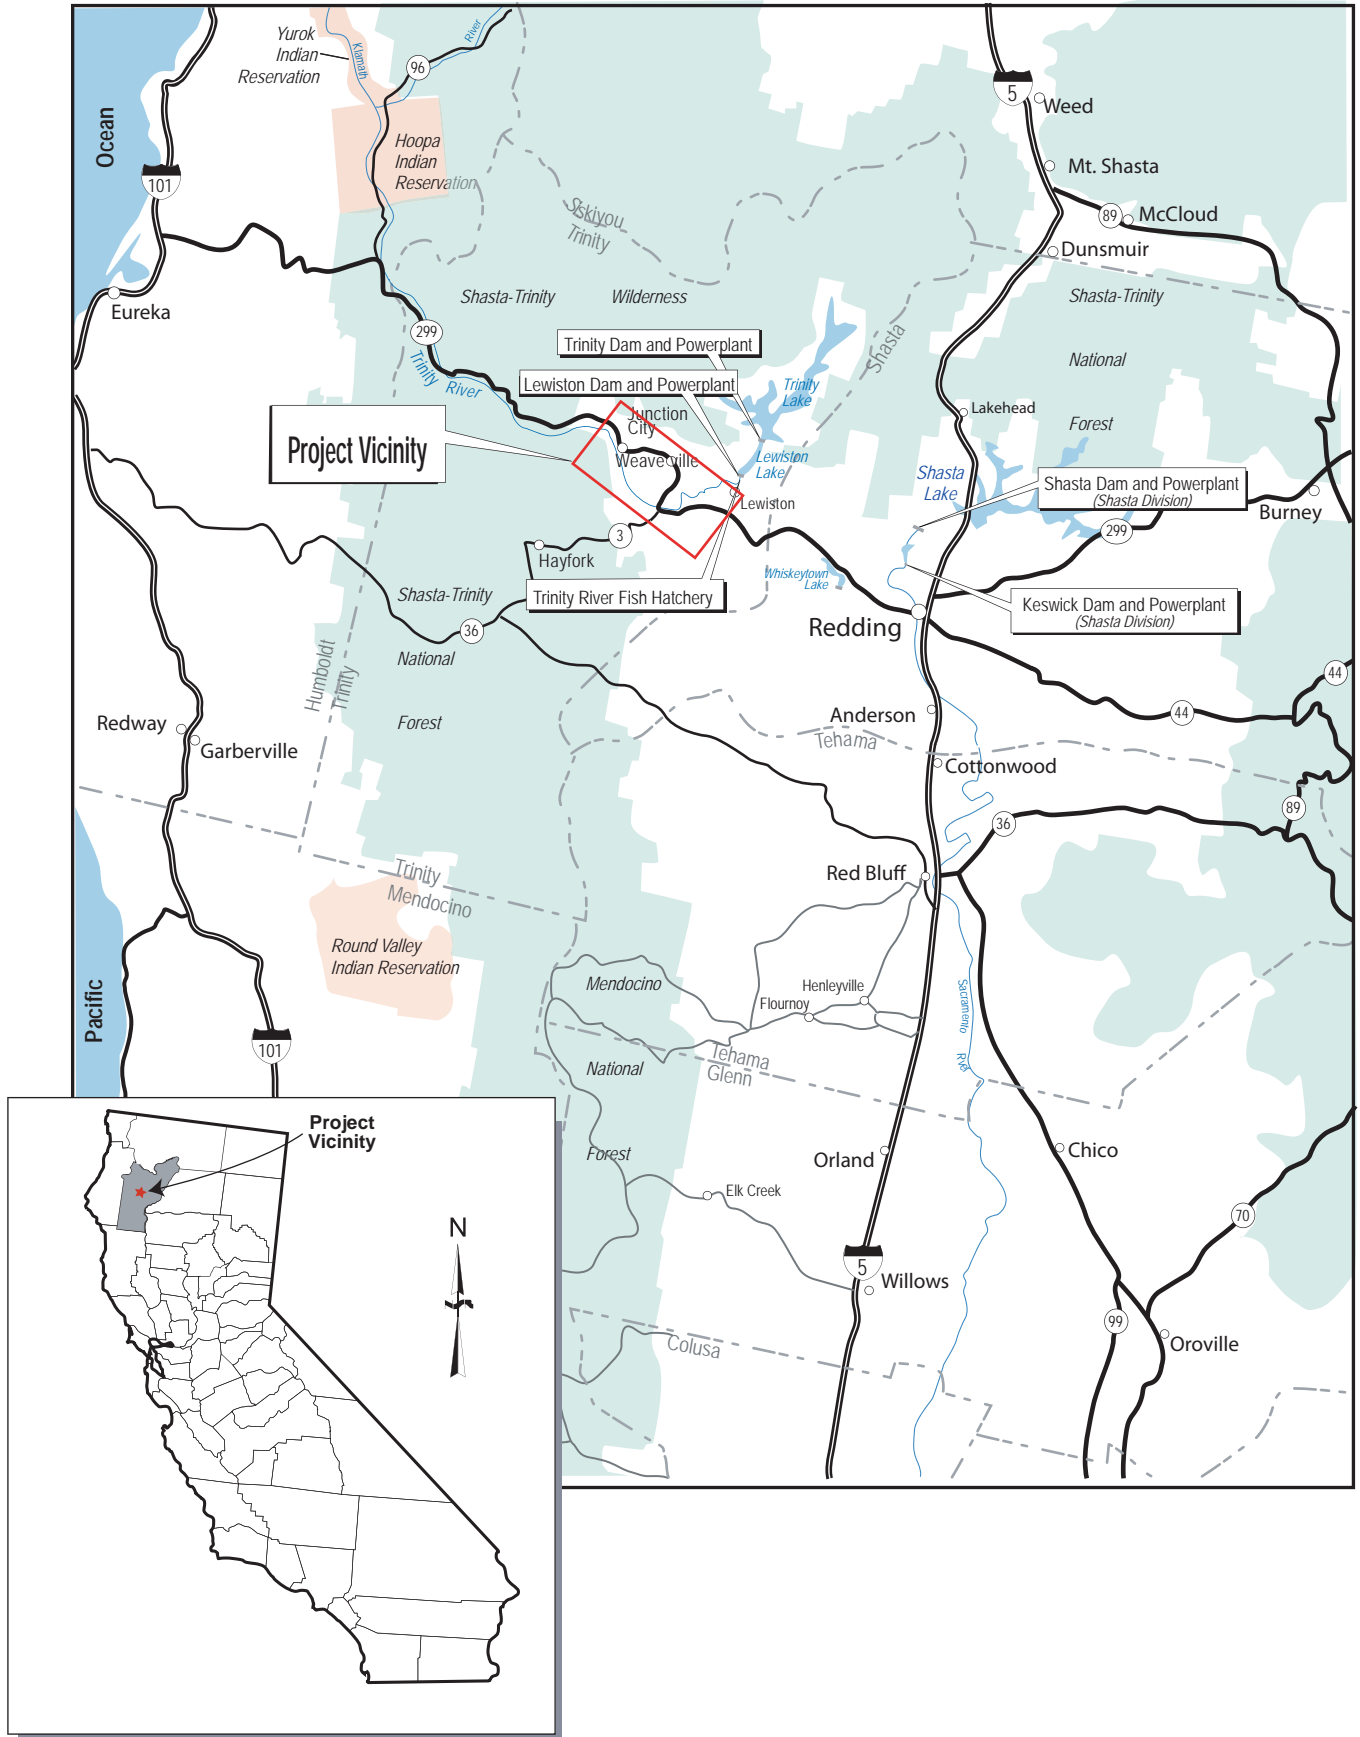 Yurok
Indian
Reservation
Klamath
River
96
5
Weed
Ocean
Hoopa
Indian
Reservation
Mt. Shasta
101
89
McCloud
Siskiyou
Trinity
Dunsmuir
Eureka
Shasta-Trinity
Wilderness
Shasta-Trinity
299
Trinity Dam and Powerplant
Shasta
Trinity
River
Lewiston Dam and Powerplant
Trinity
Lake
National
Junction
City
Lakehead
Forest
Project Vicinity
Weaverville
Lewiston
Lake
Shasta
Lake
Shasta Dam and Powerplant
(Shasta Division)
Lewiston
Burney
299
3
Hayfork
Whiskeytown
Lake
Trinity River Fish Hatchery
Keswick Dam and Powerplant
(Shasta Division)
Shasta-Trinity
Redding
36
National
Humboldt
Trinity
44
Forest
Redway
Garberville
Anderson
44
Tehama
Cottonwood
89
36
Trinity
Mendocino
Red Bluff
Round Valley
Indian Reservation
Mendocino
Henleyville
Flournoy
Sacramento
Rver
Pacific
101
National
Tehama
Glenn
Project
Vicinity
Forest
Orland
Chico
Elk Creek
70
N
5
Willows
99
Oroville
Colusa